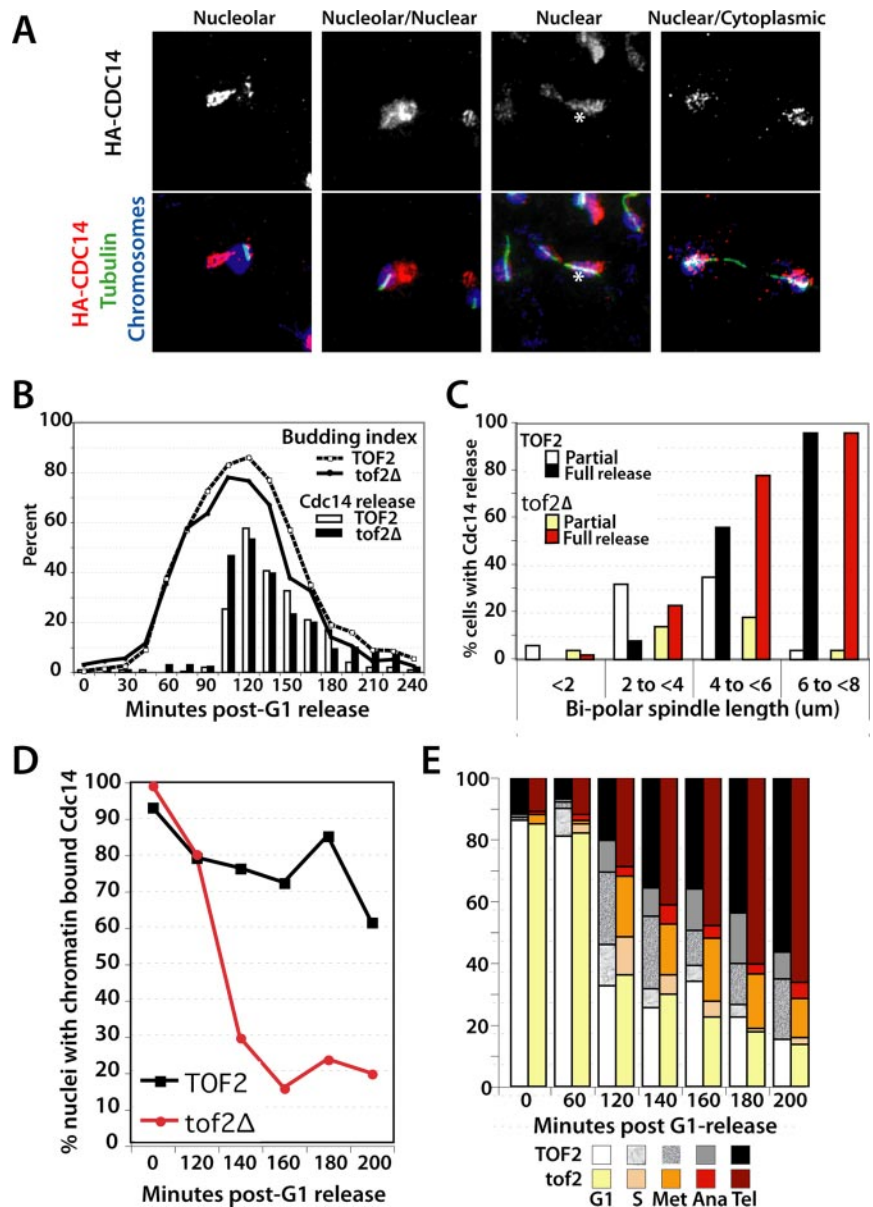 A
Nucleolar
Nucleolar/Nuclear
Nuclear
Nuclear/Cytoplasmic
HA-CDC14
*
HA-CDC14
Tubulin
Chromosomes
*
B
100
80
60
40
20
0
Percent
Budding index
TOF2
tof2Δ
Cdc14 release
TOF2
tof2Δ
0 30 60 90 120 150 180 210 240
Minutes post-G1 release
C
100
80
60
40
20
0
% cells with Cdc14 release
TOF2
Partial
Full release
tof2Δ
Partial
Full release
<2 2 to <4 4 to <6 6 to <8
Bi-polar spindle length (um)
D
100
90
80
70
60
50
40
30
20
10
0
% nuclei with chromatin bound Cdc14
TOF2
tof2Δ
0 120 140 160 180 200
Minutes post-G1 release
E
100
80
60
40
20
0
0 60 120 140 160 180 200
Minutes post G1-release
TOF2
tof2
G1 S Met Ana Tel